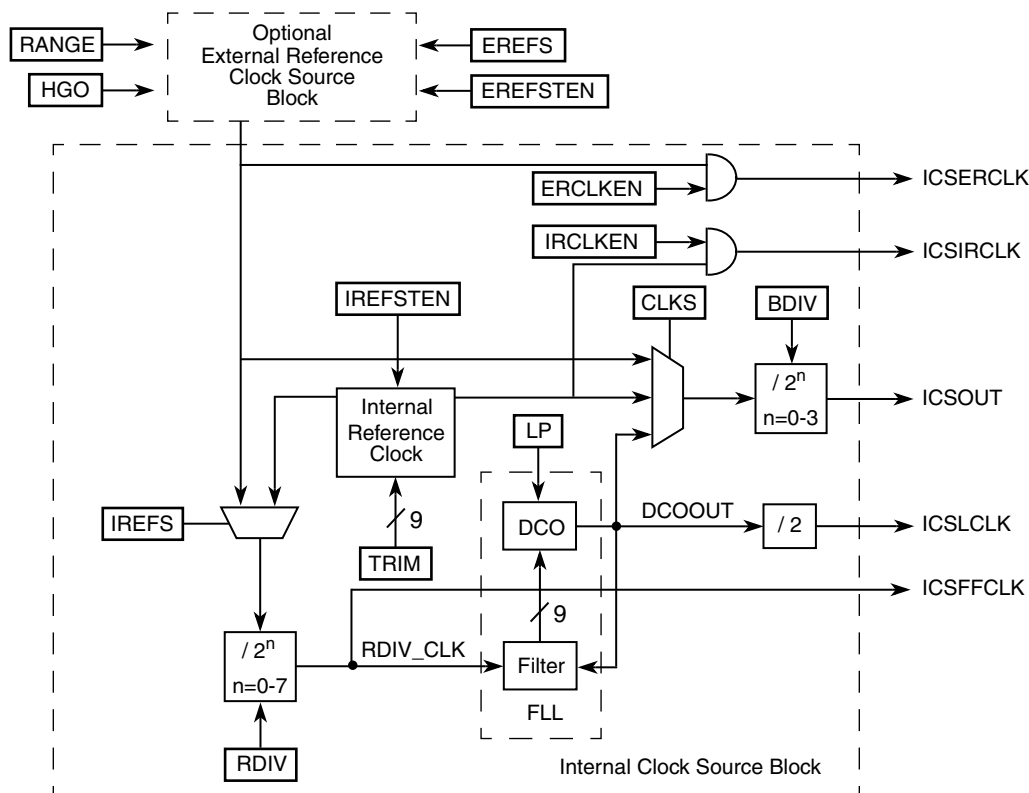 Optional
External Reference
Clock Source
Block
RANGE
HGO
EREFS
EREFSTEN
ERCLKEN
ICSERCLK
IRCLKEN
ICSIRCLK
IREFSTEN
CLKS
BDIV
/ 2^n
n=0-3
ICSOUT
Internal
Reference
Clock
LP
IREFS
9
TRIM
DCO
DCOOUT
/ 2
ICSLCLK
ICSFFCLK
9
/ 2^n
n=0-7
RDIV_CLK
Filter
FLL
RDIV
Internal Clock Source Block